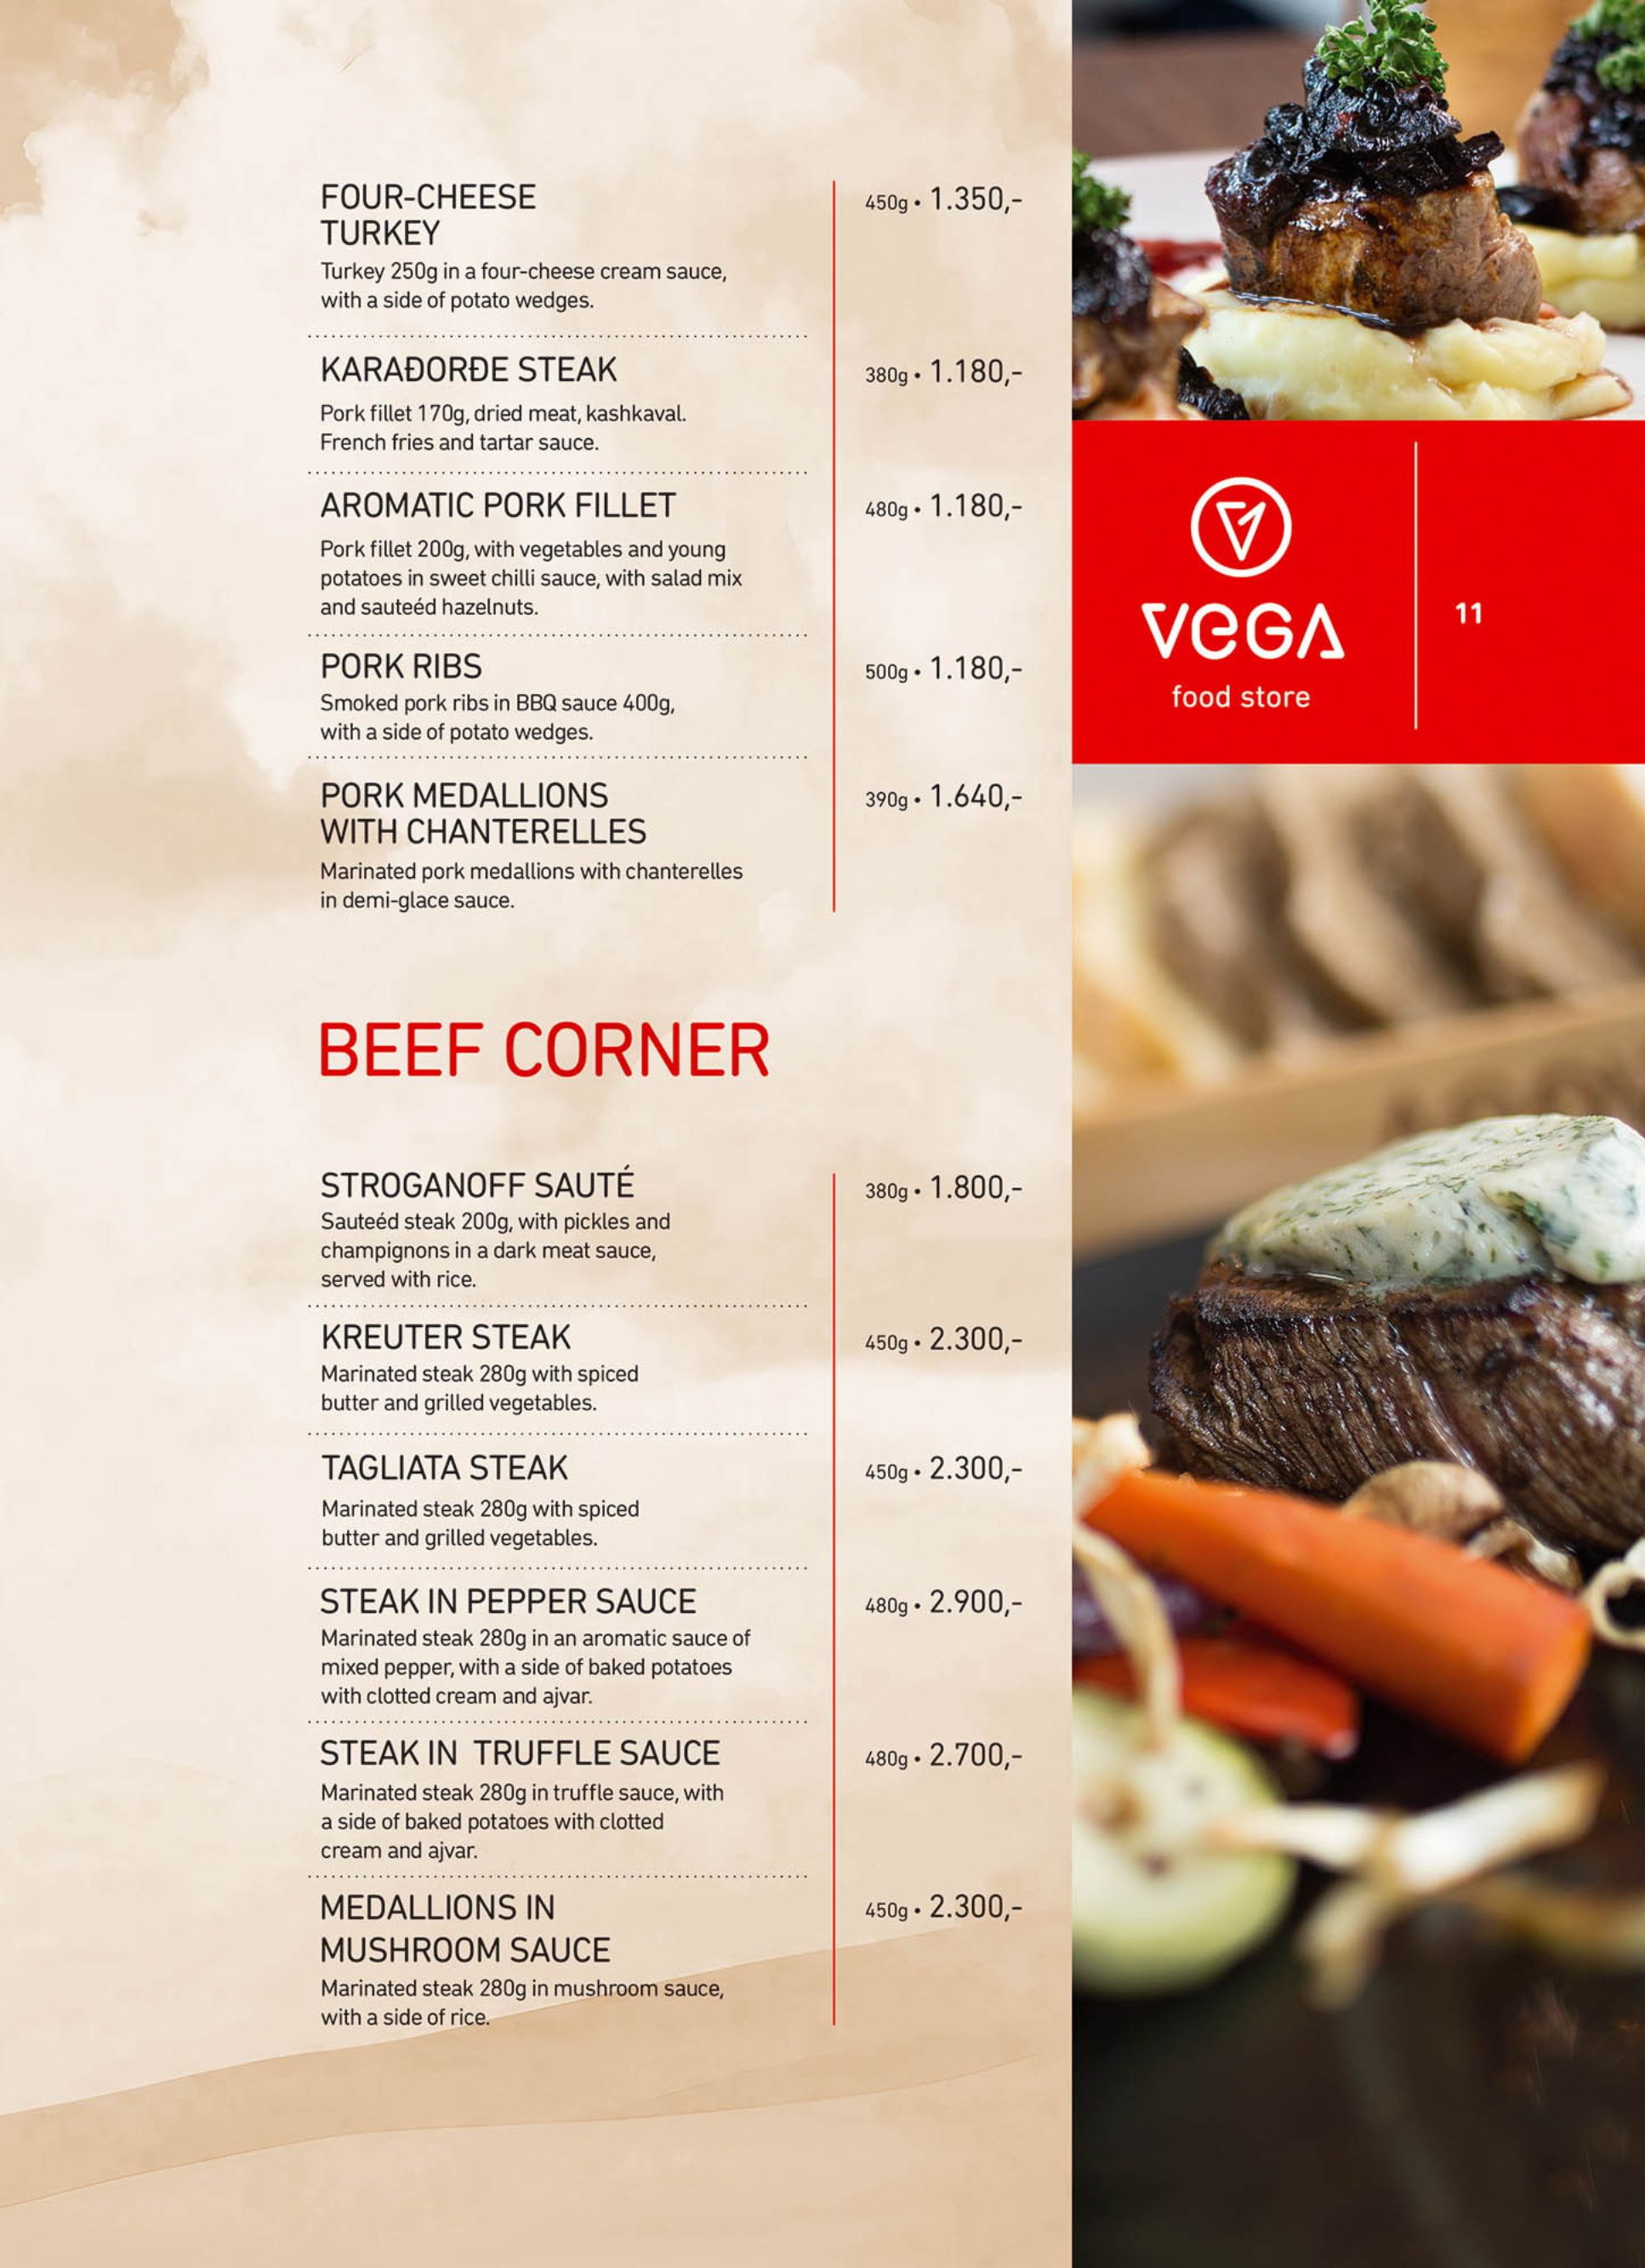 FOUR-CHEESE
TURKEY
450g • 1.350,-
Turkey 250g in a four-cheese cream sauce,
with a side of potato wedges.
KARAĐORĐE STEAK
380g • 1.180,-
Pork fillet 170g, dried meat, kashkaval.
French fries and tartar sauce.
AROMATIC PORK FILLET
480g • 1.180,-
Pork fillet 200g, with vegetables and young
potatoes in sweet chilli sauce, with salad mix
and sauteéd hazelnuts.
PORK RIBS
500g • 1.180,-
Smoked pork ribs in BBQ sauce 400g,
with a side of potato wedges.
PORK MEDALLIONS
WITH CHANTERELLES
390g • 1.640,-
Marinated pork medallions with chanterelles
in demi-glace sauce.
BEEF CORNER
STROGANOFF SAUTÉ
380g • 1.800,-
Sauteéd steak 200g, with pickles and
champignons in a dark meat sauce,
served with rice.
KREUTER STEAK
450g • 2.300,-
Marinated steak 280g with spiced
butter and grilled vegetables.
TAGLIATA STEAK
450g • 2.300,-
Marinated steak 280g with spiced
butter and grilled vegetables.
STEAK IN PEPPER SAUCE
480g • 2.900,-
Marinated steak 280g in an aromatic sauce of
mixed pepper, with a side of baked potatoes
with clotted cream and ajvar.
STEAK IN TRUFFLE SAUCE
480g • 2.700,-
Marinated steak 280g in truffle sauce, with
a side of baked potatoes with clotted
cream and ajvar.
MEDALLIONS IN
MUSHROOM SAUCE
450g • 2.300,-
Marinated steak 280g in mushroom sauce,
with a side of rice.
VEGA
food store
11